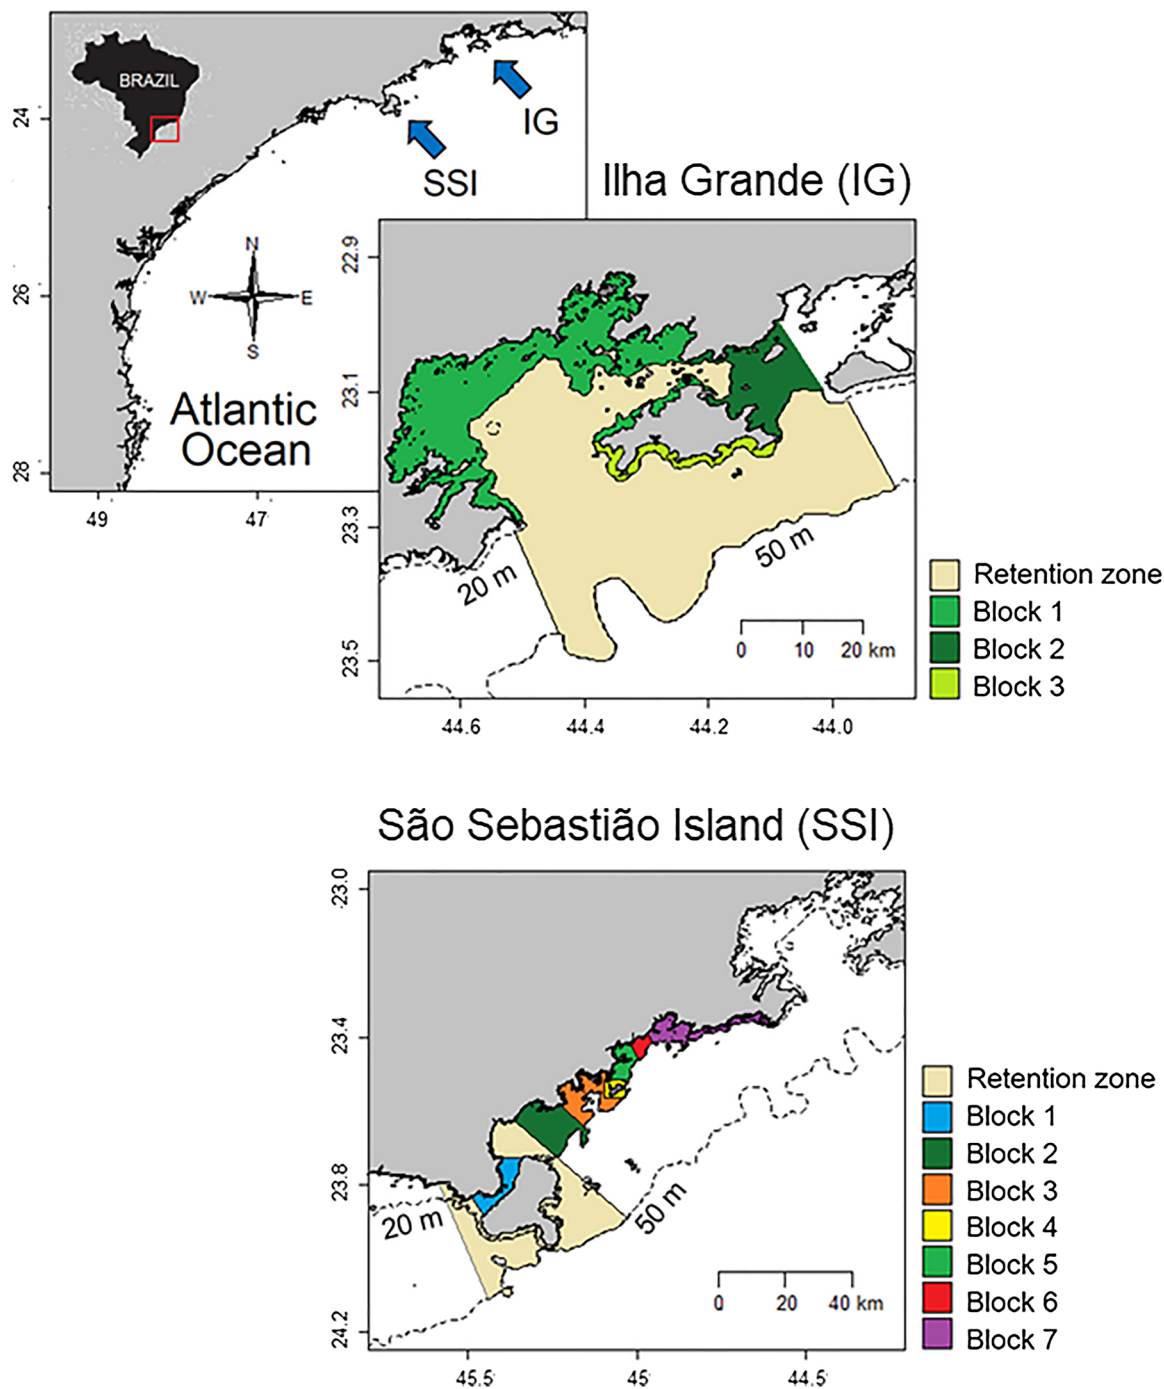 BRAZIL
24
26
28
49
47
IG
SSI
N
W
E
S
Atlantic
Ocean
Ilha Grande (IG)
22.9
23.1
23.3
23.5
20 m
50 m
0 10 20 km
44.6 44.4 44.2 44.0
Retention zone
Block 1
Block 2
Block 3
São Sebastião Island (SSI)
23.0
23.4
23.8
24.2
20 m
50 m
0 20 40 km
45.5 45 44.5
Retention zone
Block 1
Block 2
Block 3
Block 4
Block 5
Block 6
Block 7